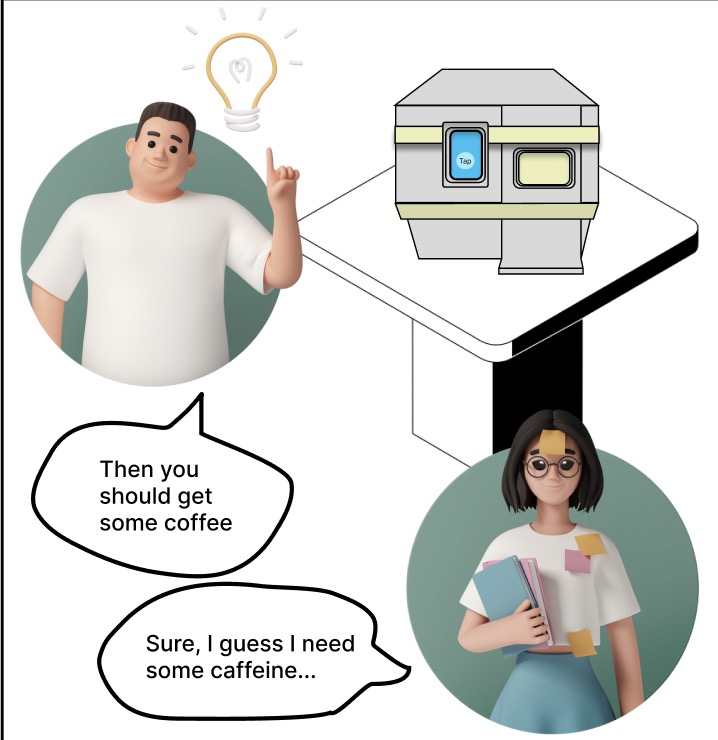 Tap
Then you
should get
some coffee
Sure, I guess I need
some caffeine...